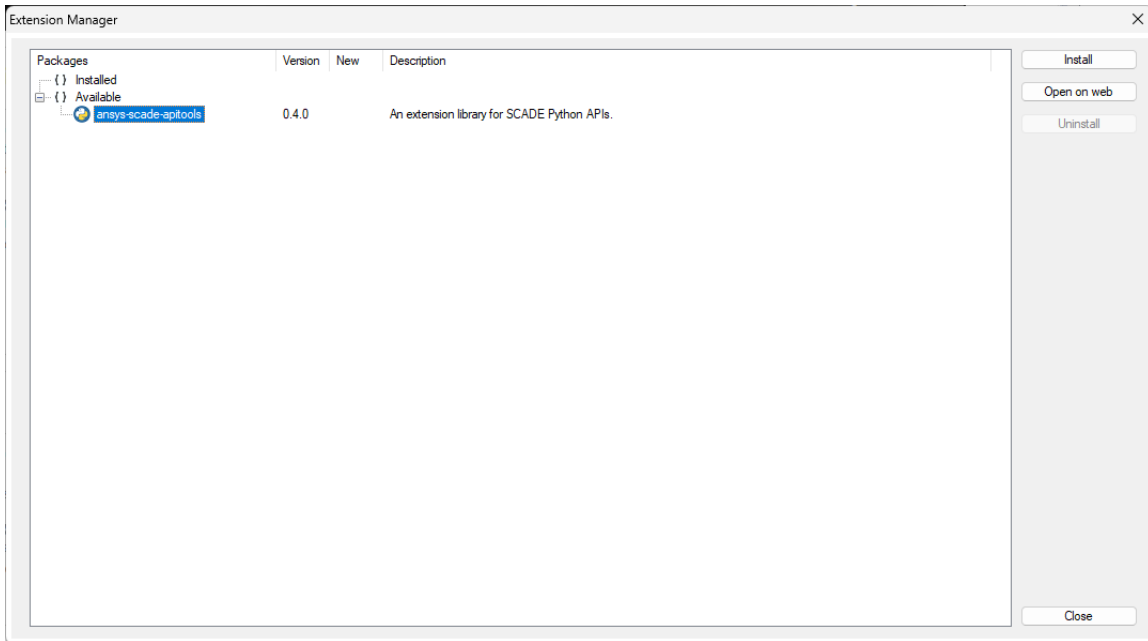 Extension Manager
Packages Version New Description
{ } Installed
{ } Available
ansys-scade-apitools 0.4.0 An extension library for SCADE Python APIs.
Install
Open on web
Uninstall
Close